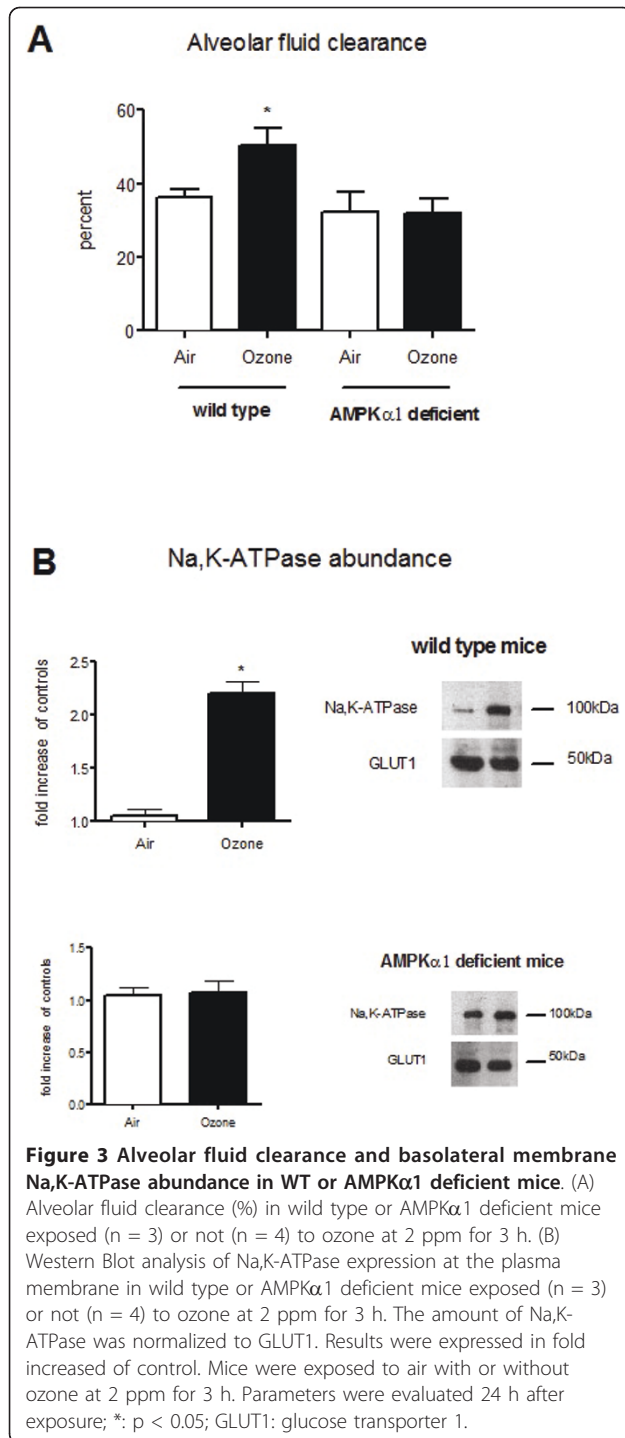 A
Alveolar fluid clearance
60
40
20
0
percent
*
Air Ozone Air Ozone
wild type AMPKα1 deficient
B
Na,K-ATPase abundance
2.5
2.0
1.5
1.0
fold increase of controls
*
Air Ozone
wild type mice
Na,K-ATPase 100kDa
GLUT1 50kDa
1.5
1.0
0.5
0.0
fold increase of controls
Air Ozone
AMPKα1 deficient mice
Na,K-ATPase 100kDa
GLUT1 50kDa
Figure 3 Alveolar fluid clearance and basolateral membrane
Na,K-ATPase abundance in WT or AMPKα1 deficient mice. (A)
Alveolar fluid clearance (%) in wild type or AMPKα1 deficient mice
exposed (n = 3) or not (n = 4) to ozone at 2 ppm for 3 h. (B)
Western Blot analysis of Na,K-ATPase expression at the plasma
membrane in wild type or AMPKα1 deficient mice exposed (n = 3)
or not (n = 4) to ozone at 2 ppm for 3 h. The amount of Na,K-
ATPase was normalized to GLUT1. Results were expressed in fold
increased of control. Mice were exposed to air with or without
ozone at 2 ppm for 3 h. Parameters were evaluated 24 h after
exposure; *: p < 0.05; GLUT1: glucose transporter 1.